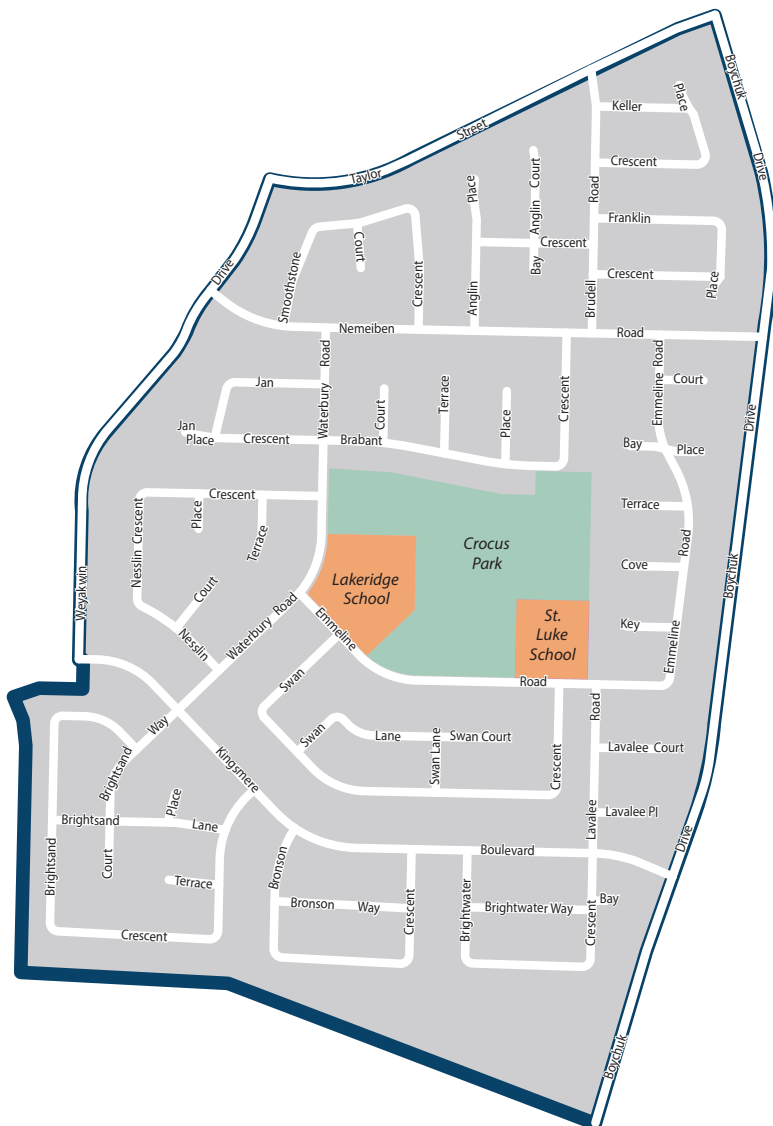 Boychuk
Place
Keller
Street
Crescent
Drive
Taylor
Court
Place
Anglin
Road
Franklin
Court
Crescent
Bay
Drive
Smoothstone
Crescent
Crescent
Place
Anglin
Brudell
Nemeiben
Road
Road
Emmeline Road
Court
Jan
Waterbury
Crescent
Terrace
Court
Place
Drive
Jan
Place
Crescent
Brabant
Bay
Place
Crescent
Nesslin Crescent
Place
Terrace
Terrace
Road
Crocus
Park
Cove
Boychuk
Weyakwin
Court
Lakeridge
School
Road
Waterbury
Emmeline
St.
Luke
School
Key
Nesslin
Emmeline
Swan
Road
Road
Way
Swan
Lane
Swan Court
Lavalee Court
Brightsand
Kingsmere
Swan Lane
Crescent
Place
Lavalee Pl
Brightsand
Lane
Lavalee
Drive
Court
Boulevard
Brightsand
Terrace
Bronson
Crescent
Brightwater
Bay
Bronson
Way
Brightwater Way
Crescent
Crescent
Boychuk